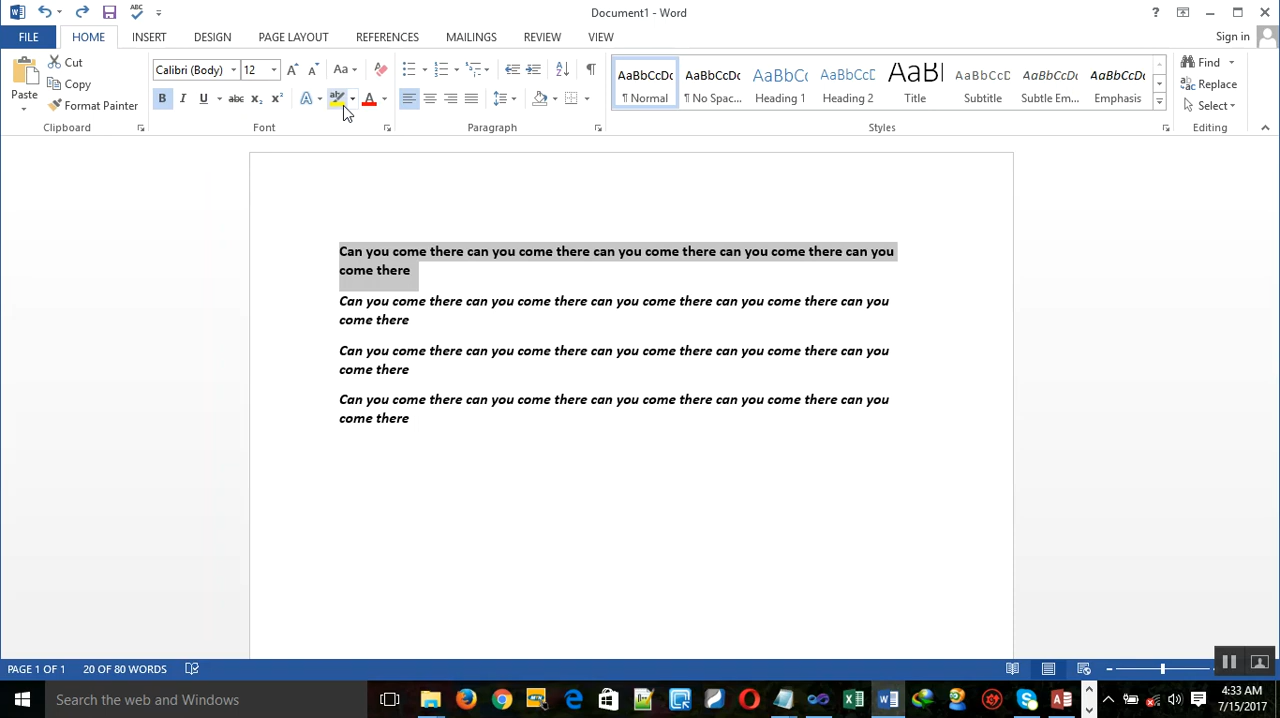 Document1 - Word
?
FILE HOME INSERT DESIGN PAGE LAYOUT REFERENCES MAILINGS REVIEW VIEW Sign in
Paste
Cut
Copy
Format Painter
Clipboard
Calibri (Body) 12 Aa
B I U abc X₂ X² A aby A
Font
Paragraph
AaBbCcDc AaBbCcDc AaBbCc AaBbCcD AaBl AaBbCcD AaBbCcDc AaBbCcDc
¶ Normal ¶ No Spac... Heading 1 Heading 2 Title Subtitle Subtle Em... Emphasis
Styles
Find
Replace
Select
Editing
Can you come there can you come there can you come there can you come there can you
come there
Can you come there can you come there can you come there can you come there can you
come there
Can you come there can you come there can you come there can you come there can you
come there
Can you come there can you come there can you come there can you come there can you
come there
PAGE 1 OF 1 20 OF 80 WORDS
Search the web and Windows
4:33 AM
7/15/2017